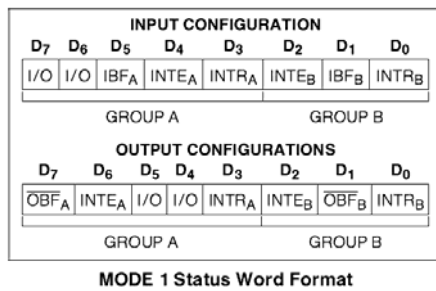 INPUT CONFIGURATION
D7 D6 D5 D4 D3 D2 D1 D0
I/O I/O IBFA INTEA INTRA INTEB IBFB INTRB
GROUP A GROUP B
OUTPUT CONFIGURATIONS
D7 D6 D5 D4 D3 D2 D1 D0
O̅B̅F̅A INTEA I/O I/O INTRA INTEB O̅B̅F̅B INTRB
GROUP A GROUP B
MODE 1 Status Word Format